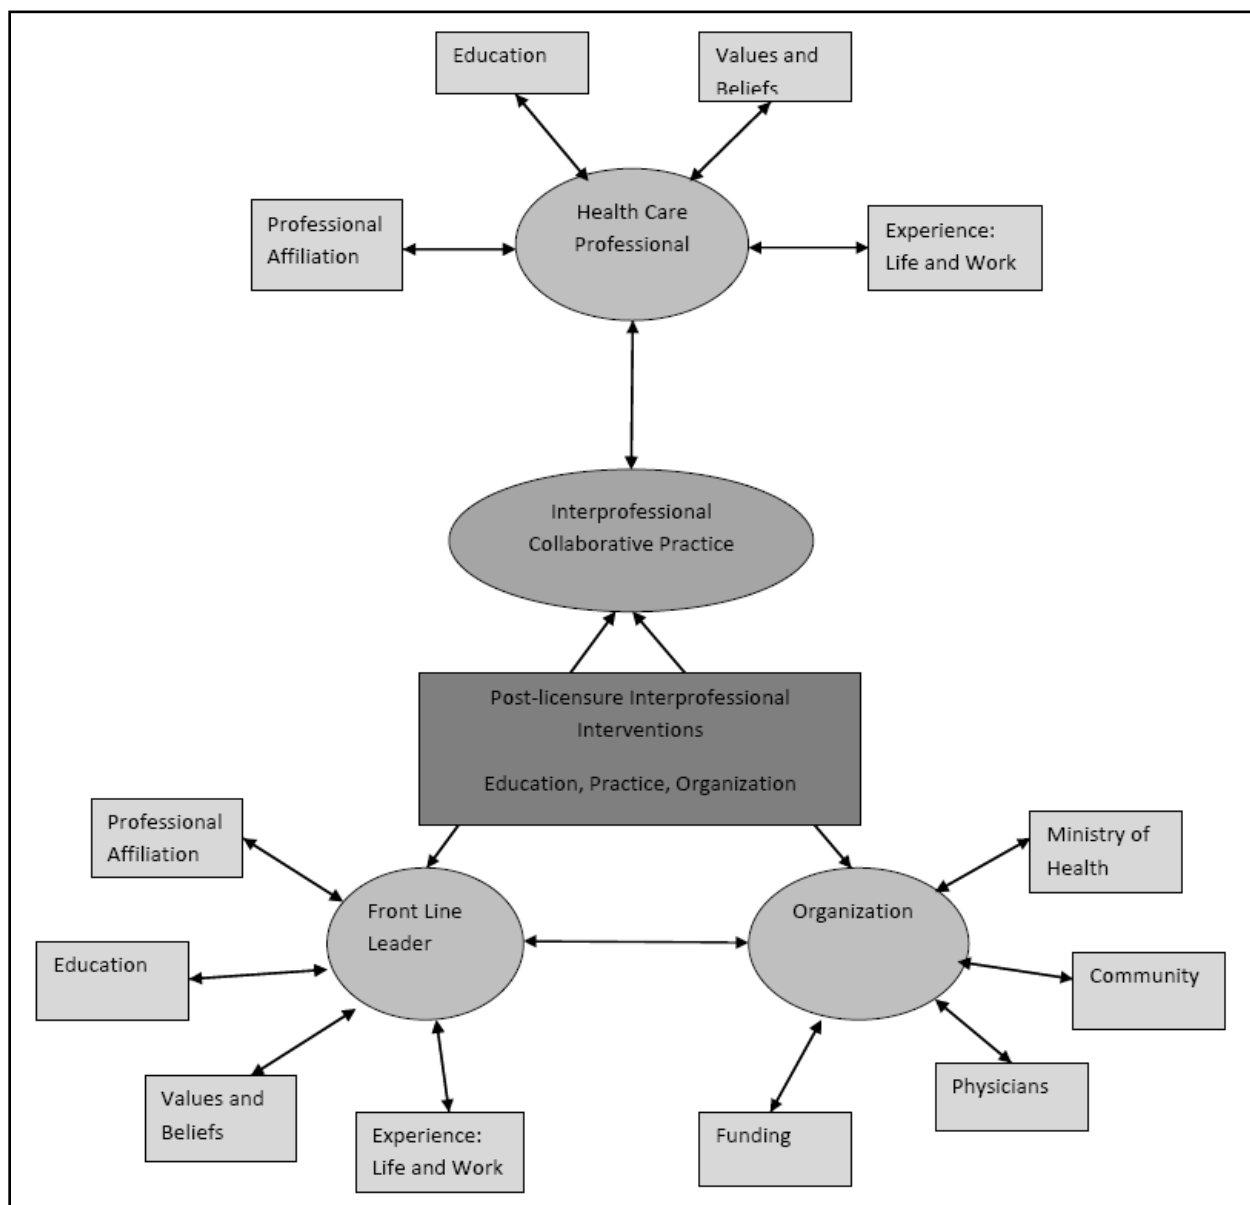 Education
Values and
Beliefs
Professional
Affiliation
Health Care
Professional
Experience:
Life and Work
Interprofessional
Collaborative Practice
Post-licensure Interprofessional
Interventions
Education, Practice, Organization
Professional
Affiliation
Ministry of
Health
Front Line
Leader
Organization
Education
Community
Values and
Beliefs
Experience:
Life and Work
Funding
Physicians